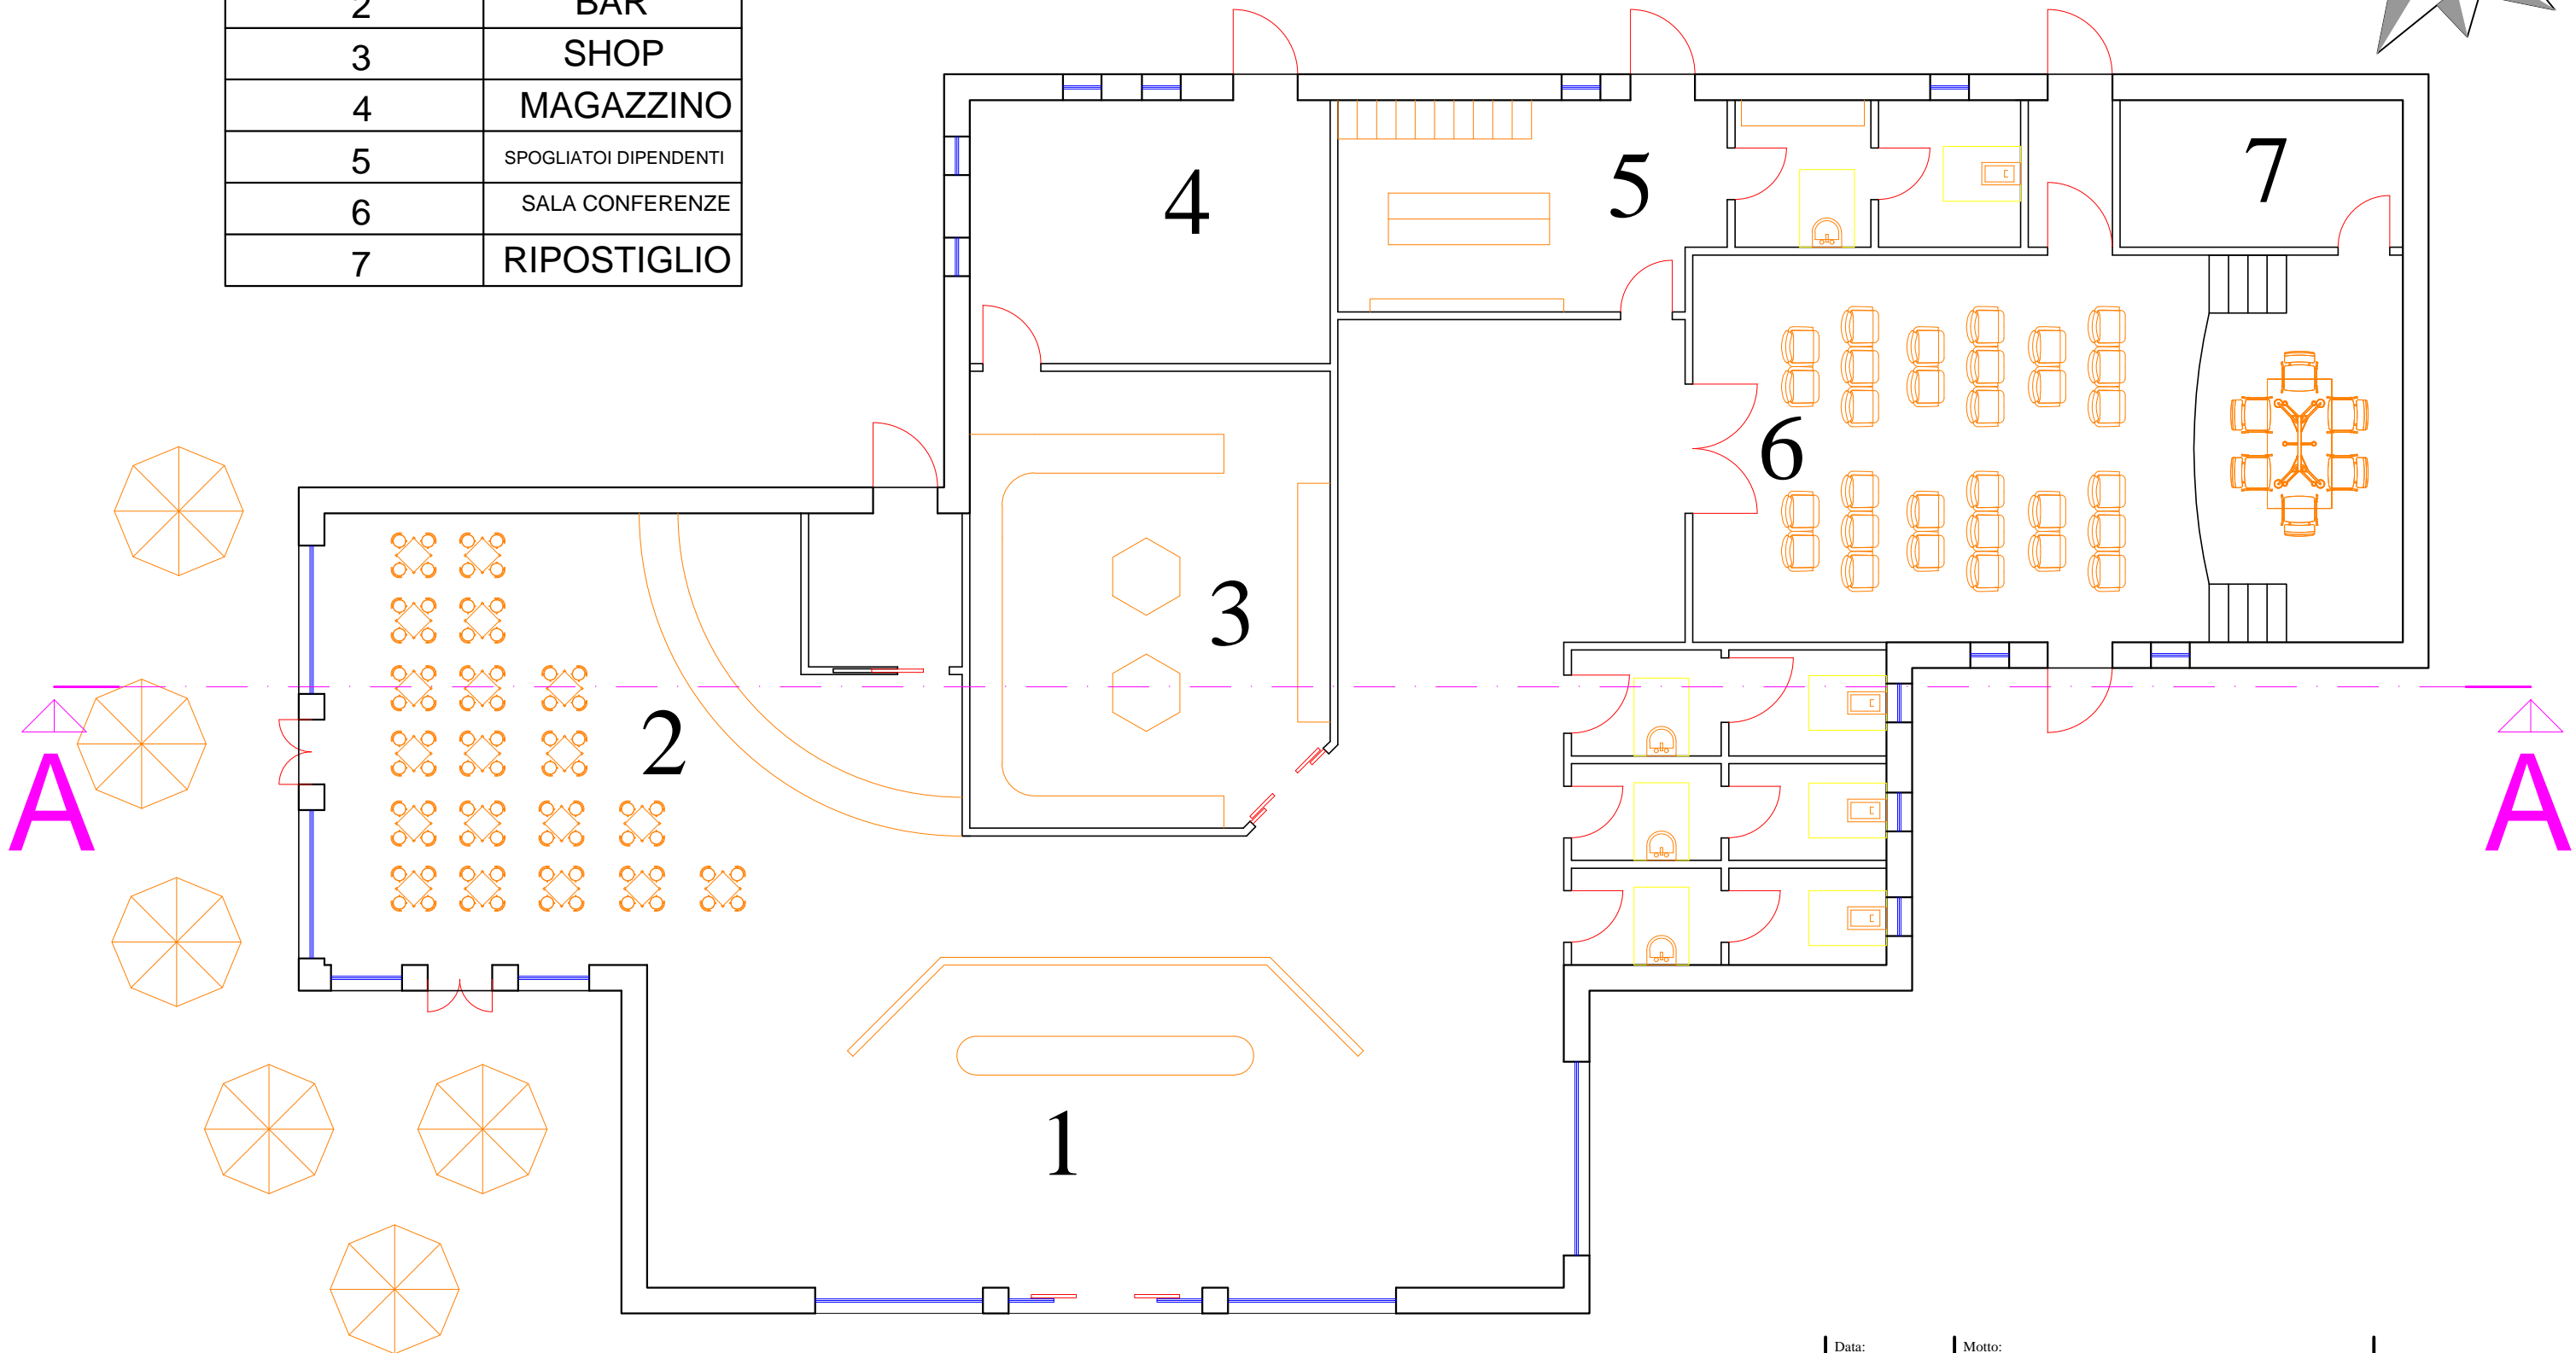 2 BAR
3 SHOP
4 MAGAZZINO
5 SPOGLIATOI DIPENDENTI
6 SALA CONFERENZE
7 RIPOSTIGLIO
4
5
7
6
3
2
A
A
1
Data:
Motto: